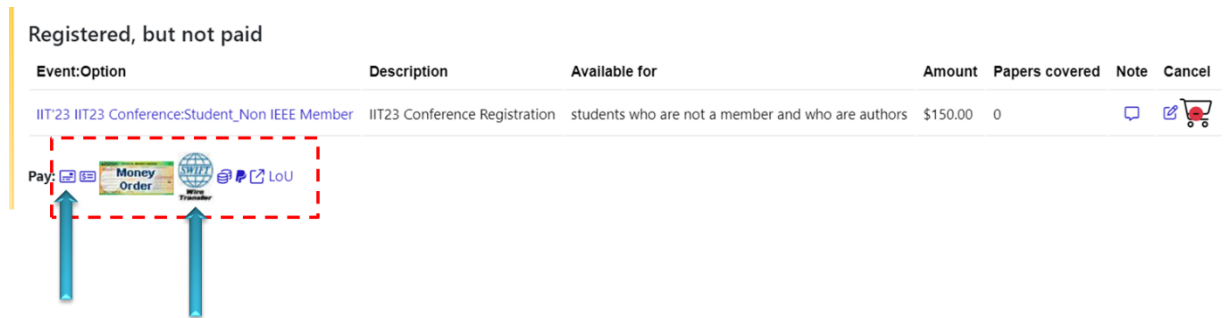 Registered, but not paid
Event:Option Description Available for Amount Papers covered Note Cancel
IIT'23 IIT23 Conference:Student_Non IEEE Member IIT23 Conference Registration students who are not a member and who are authors $150.00 0
Pay: Money Order SWIFT Wire Transfer LoU